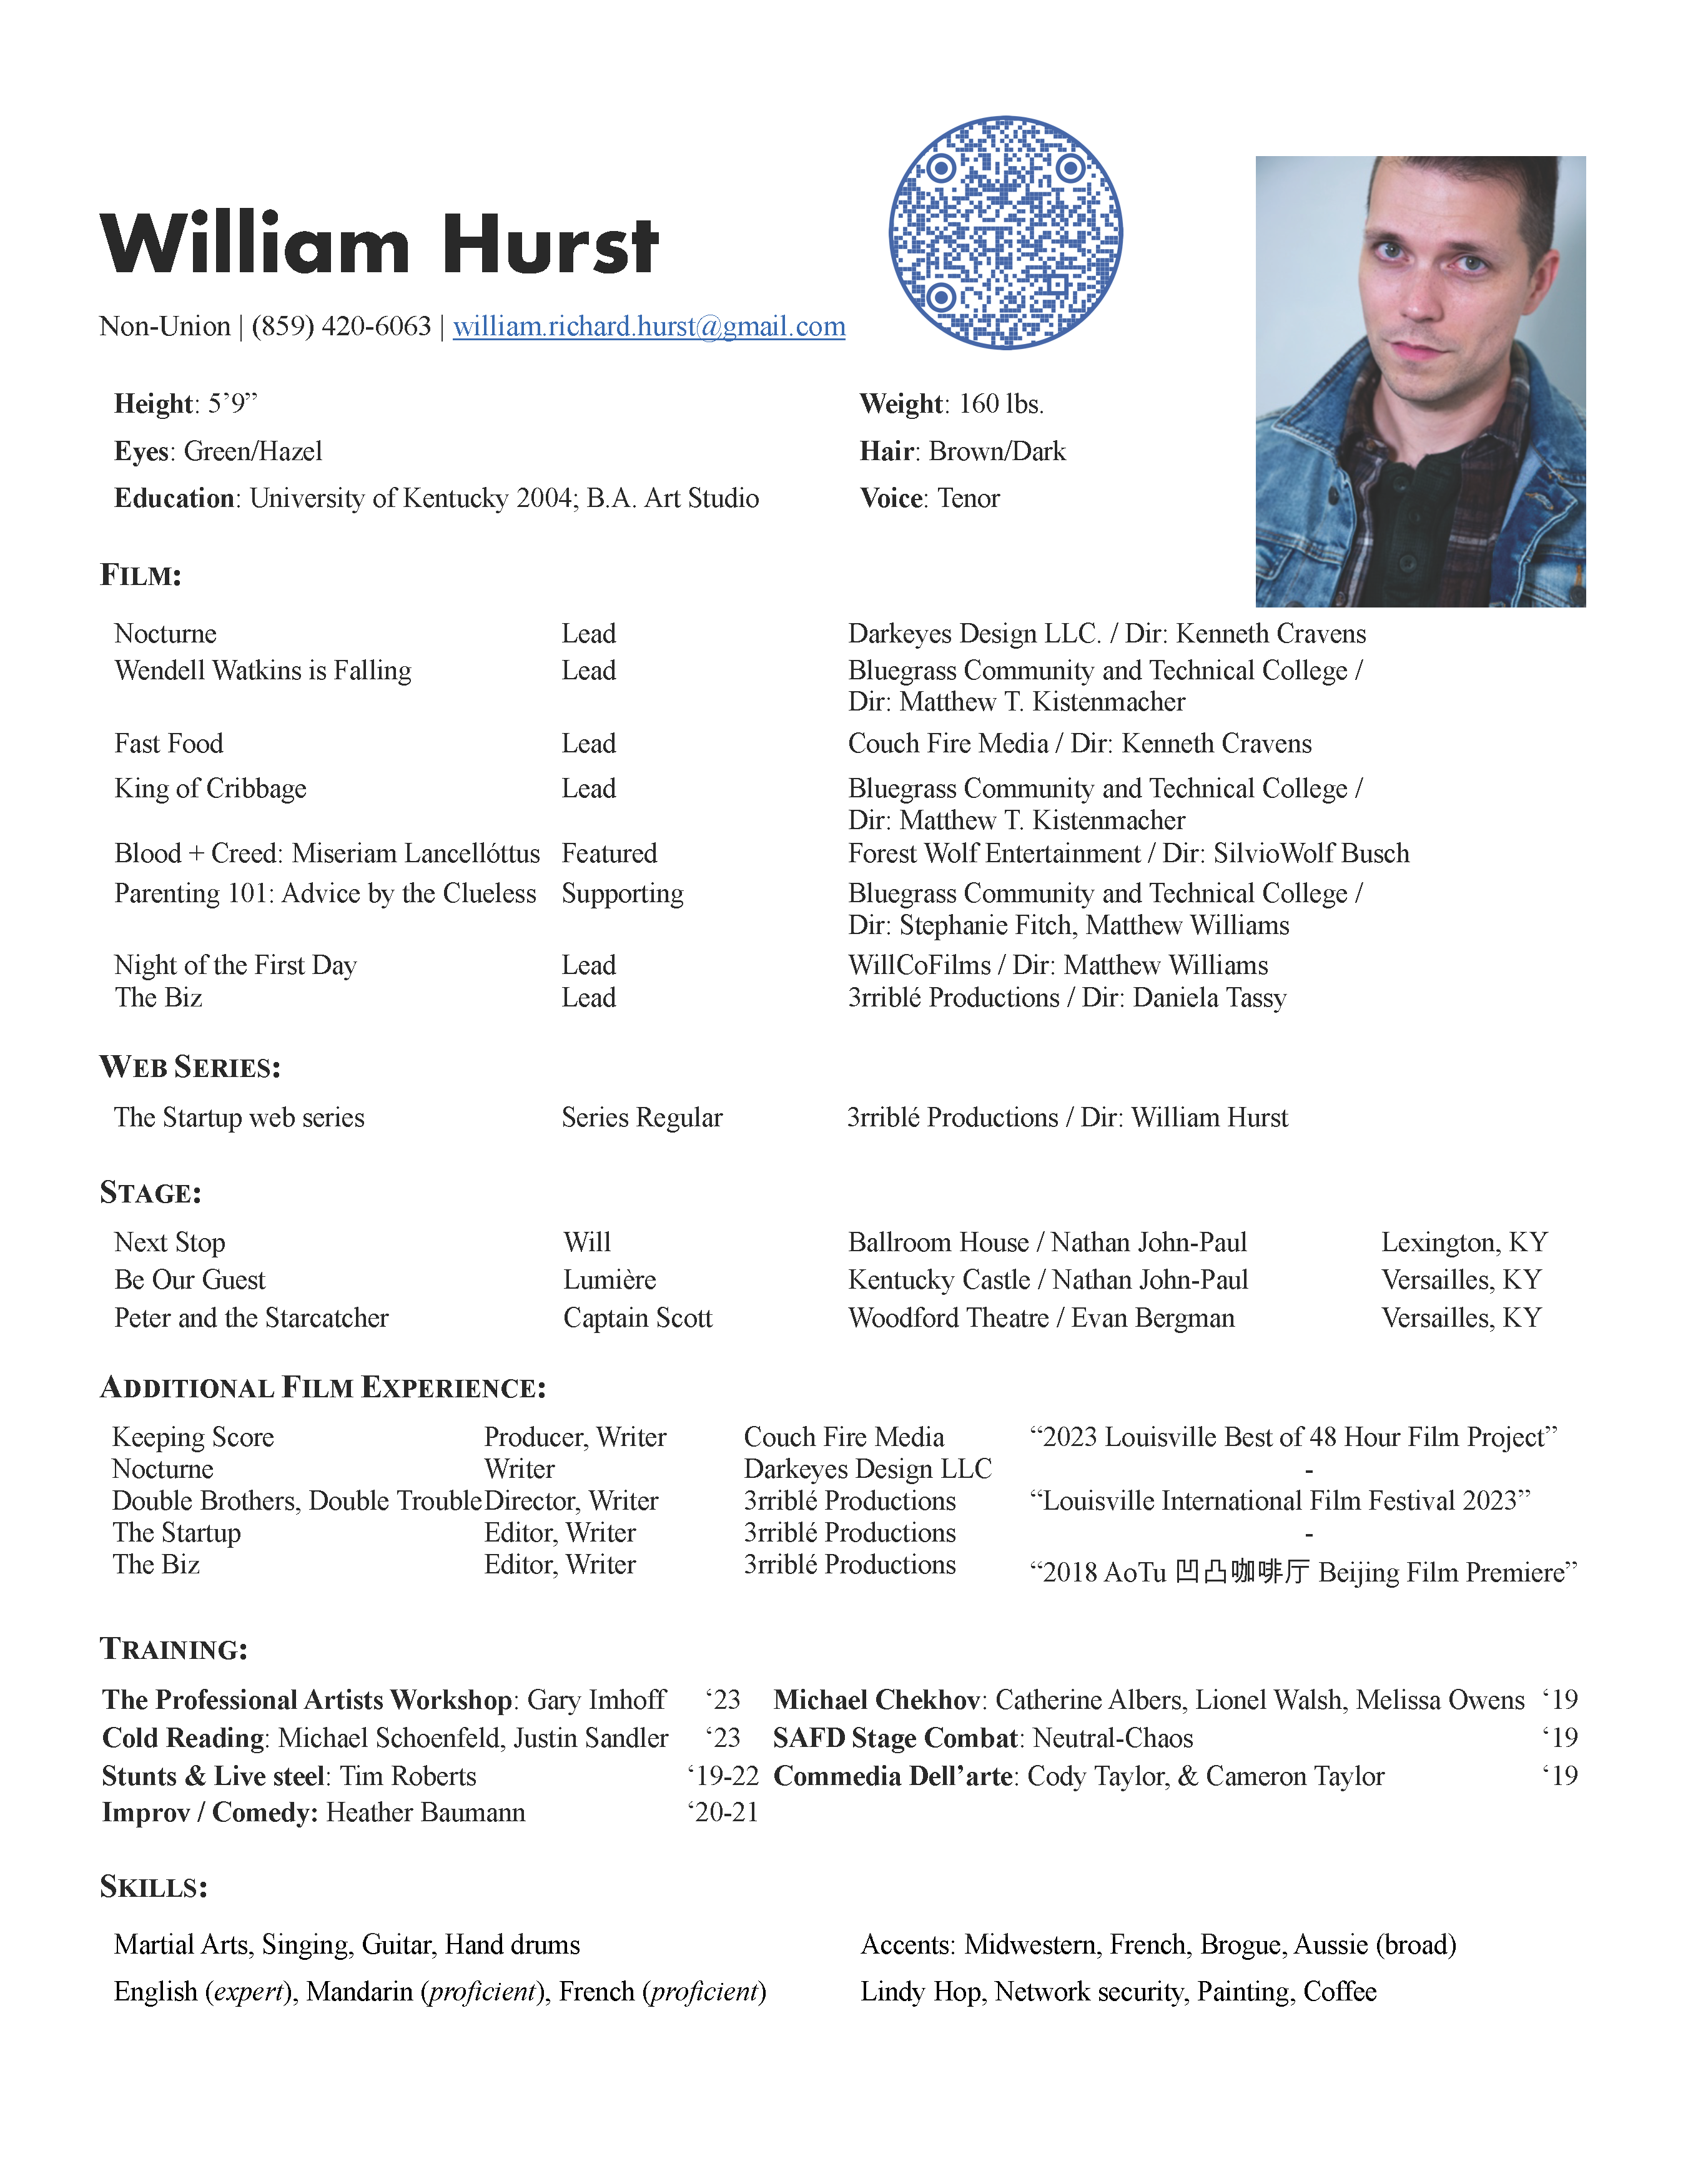 William Hurst
Non-Union | (859) 420-6063 | william.richard.hurst@gmail.com
Height: 5’9” Weight: 160 lbs.
Eyes: Green/Hazel Hair: Brown/Dark
Education: University of Kentucky 2004; B.A. Art Studio Voice: Tenor
FILM:
Nocturne Lead Darkeyes Design LLC. / Dir: Kenneth Cravens
Wendell Watkins is Falling Lead Bluegrass Community and Technical College /
Dir: Matthew T. Kistenmacher
Fast Food Lead Couch Fire Media / Dir: Kenneth Cravens
King of Cribbage Lead Bluegrass Community and Technical College /
Dir: Matthew T. Kistenmacher
Blood + Creed: Miseriam Lancellóttus Featured Forest Wolf Entertainment / Dir: SilvioWolf Busch
Parenting 101: Advice by the Clueless Supporting Bluegrass Community and Technical College /
Dir: Stephanie Fitch, Matthew Williams
Night of the First Day Lead WillCoFilms / Dir: Matthew Williams
The Biz Lead 3rriblé Productions / Dir: Daniela Tassy
WEB SERIES:
The Startup web series Series Regular 3rriblé Productions / Dir: William Hurst
STAGE:
Next Stop Will Ballroom House / Nathan John-Paul Lexington, KY
Be Our Guest Lumière Kentucky Castle / Nathan John-Paul Versailles, KY
Peter and the Starcatcher Captain Scott Woodford Theatre / Evan Bergman Versailles, KY
ADDITIONAL FILM EXPERIENCE:
Keeping Score Producer, Writer Couch Fire Media “2023 Louisville Best of 48 Hour Film Project”
Nocturne Writer Darkeyes Design LLC -
Double Brothers, Double Trouble Director, Writer 3rriblé Productions “Louisville International Film Festival 2023”
The Startup Editor, Writer 3rriblé Productions -
The Biz Editor, Writer 3rriblé Productions “2018 AoTu 凹凸咖啡厅 Beijing Film Premiere”
TRAINING:
The Professional Artists Workshop: Gary Imhoff ‘23 Michael Chekhov: Catherine Albers, Lionel Walsh, Melissa Owens ‘19
Cold Reading: Michael Schoenfeld, Justin Sandler ‘23 SAFD Stage Combat: Neutral-Chaos ‘19
Stunts & Live steel: Tim Roberts ‘19-22 Commedia Dell’arte: Cody Taylor, & Cameron Taylor ‘19
Improv / Comedy: Heather Baumann ‘20-21
SKILLS:
Martial Arts, Singing, Guitar, Hand drums Accents: Midwestern, French, Brogue, Aussie (broad)
English (expert), Mandarin (proficient), French (proficient) Lindy Hop, Network security, Painting, Coffee